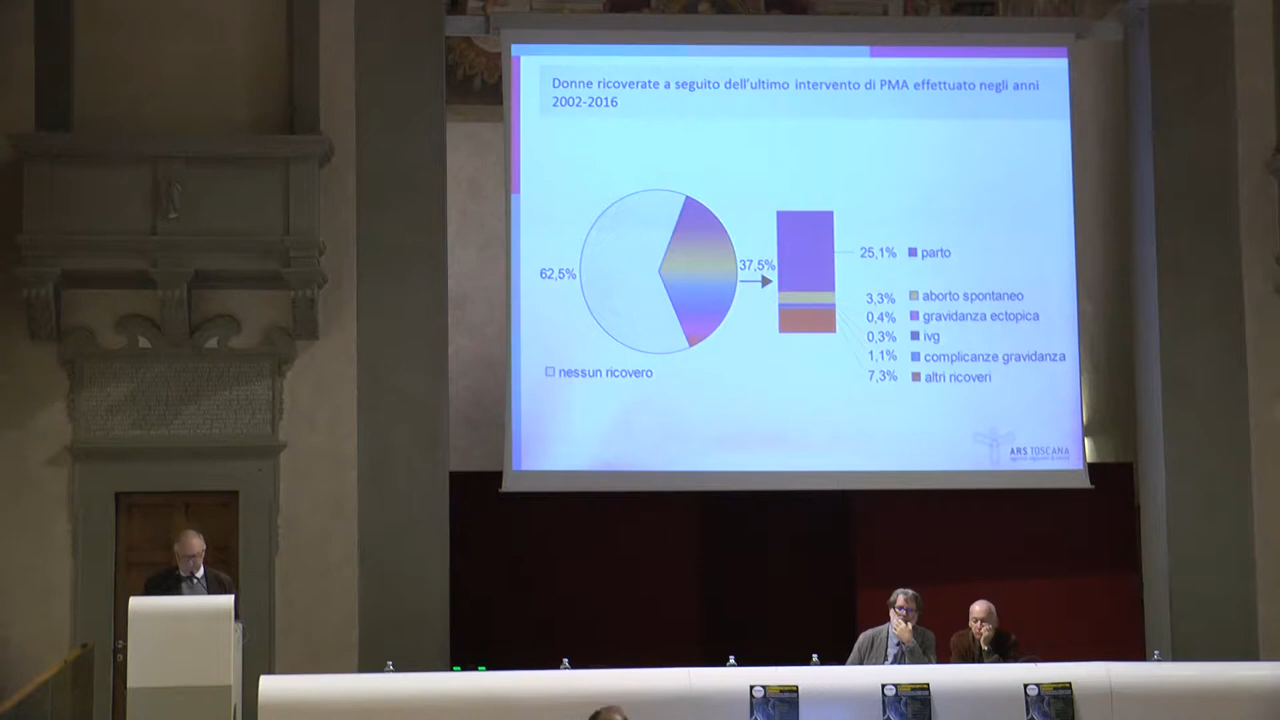 Donne ricoverate a seguito dell'ultimo intervento di PMA effettuato negli anni
2002-2016
62,5%
37,5%
25,1% parto
3,3% aborto spontaneo
0,4% gravidanza ectopica
0,3% ivg
1,1% complicanze gravidanza
7,3% altri ricoveri
nessun ricovero
ARS TOSCANA